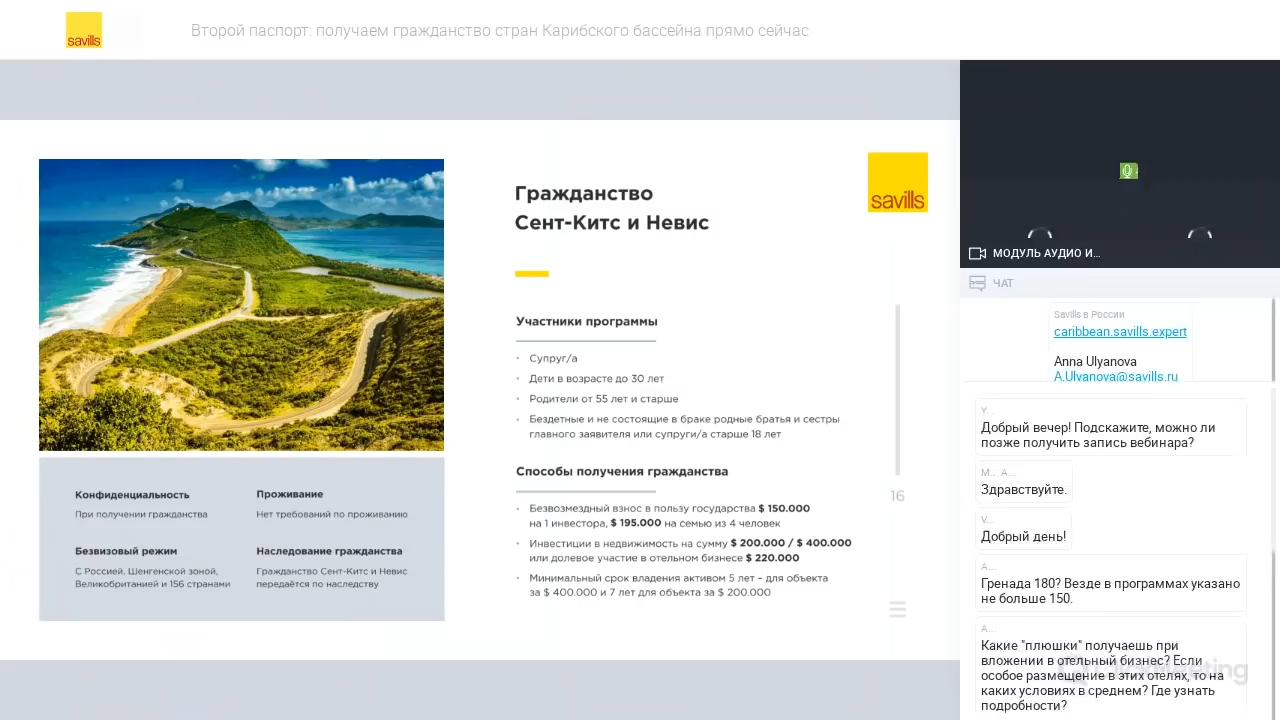 savills
Второй паспорт: получаем гражданство стран Карибского бассейна прямо сейчас
savills
Гражданство
Сент-Китс и Невис
Участники программы
• Супруг/а
• Дети в возрасте до 30 лет
• Родители от 55 лет и старше
• Бездетные и не состоящие в браке родные братья и сестры
главного заявителя или супруги/а старше 18 лет
Способы получения гражданства
• Безвозмездный взнос в пользу государства $ 150.000
на 1 инвестора, $ 195.000 на семью из 4 человек
• Инвестиции в недвижимость на сумму $ 200.000 / $ 400.000
или долевое участие в отельном бизнесе $ 220.000
• Минимальный срок владения активом 5 лет – для объекта
за $ 400.000 и 7 лет для объекта за $ 200.000
16
Конфиденциальность
При получении гражданства
Проживание
Нет требований по проживанию
Безвизовый режим
С Россией, Шенгенской зоной,
Великобританией и 156 странами
Наследование гражданства
Гражданство Сент-Китс и Невис
передаётся по наследству
МОДУЛЬ АУДИО И...
ЧАТ
Savills в России
caribbean.savills.expert
Anna Ulyanova
A.Ulyanova@savills.ru
Y...
Добрый вечер! Подскажите, можно ли
позже получить запись вебинара?
М... А...
Здравствуйте.
V...
Добрый день!
А...
Гренада 180? Везде в программах указано
не больше 150.
А...
Какие "плюшки" получаешь при
вложении в отельный бизнес? Если
особое размещение в этих отелях, то на
каких условиях в среднем? Где узнать
подробности?